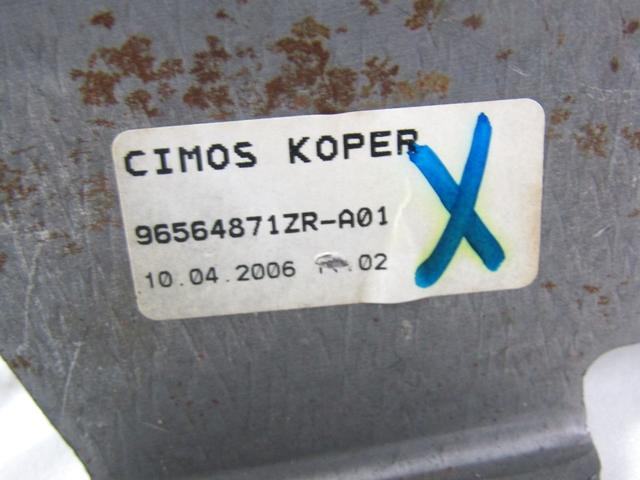 CIMOS KOPER
96564871ZR-A01
10.04.2006 .02